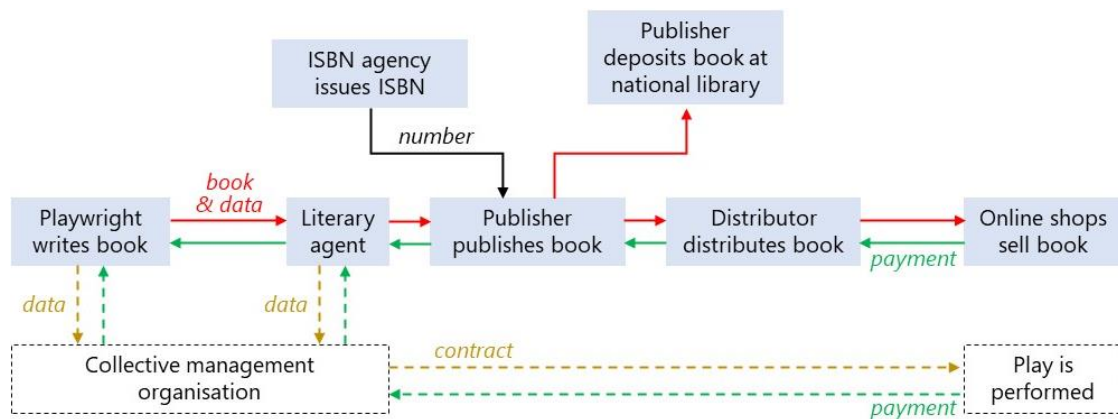 ISBN agency
issues ISBN
Publisher
deposits book at
national library
number
book
& data
Playwright
writes book
Literary
agent
Publisher
publishes book
Distributor
distributes book
Online shops
sell book
payment
data
data
Collective management
organisation
contract
payment
Play is
performed